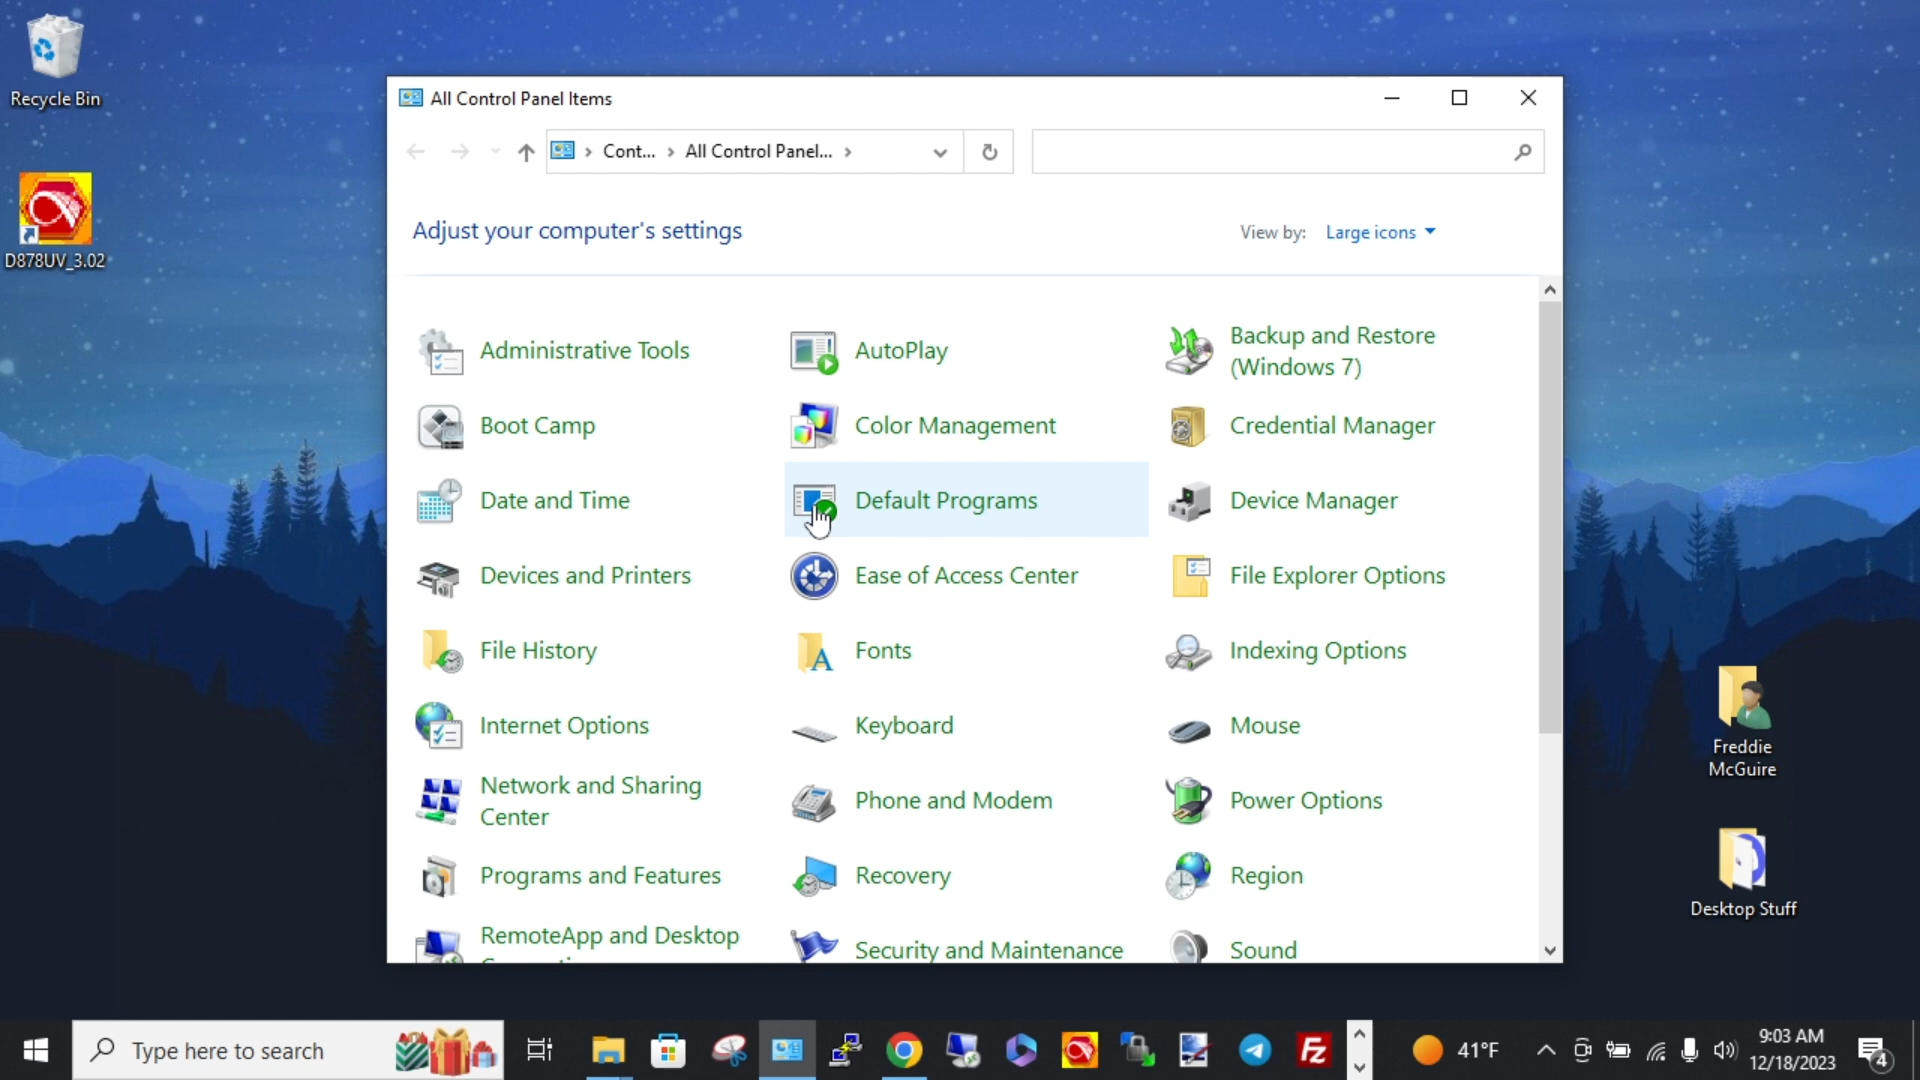 Recycle Bin
D878UV_3.02
All Control Panel Items
Cont...
All Control Panel...
Adjust your computer's settings
View by: Large icons
Administrative Tools
AutoPlay
Backup and Restore
(Windows 7)
Boot Camp
Color Management
Credential Manager
Date and Time
Default Programs
Device Manager
Devices and Printers
Ease of Access Center
File Explorer Options
File History
Fonts
Indexing Options
Internet Options
Keyboard
Mouse
Network and Sharing
Center
Phone and Modem
Power Options
Programs and Features
Recovery
Region
RemoteApp and Desktop
Security and Maintenance
Sound
Freddie
McGuire
Desktop Stuff
Type here to search
41°F
9:03 AM
12/18/2023
4